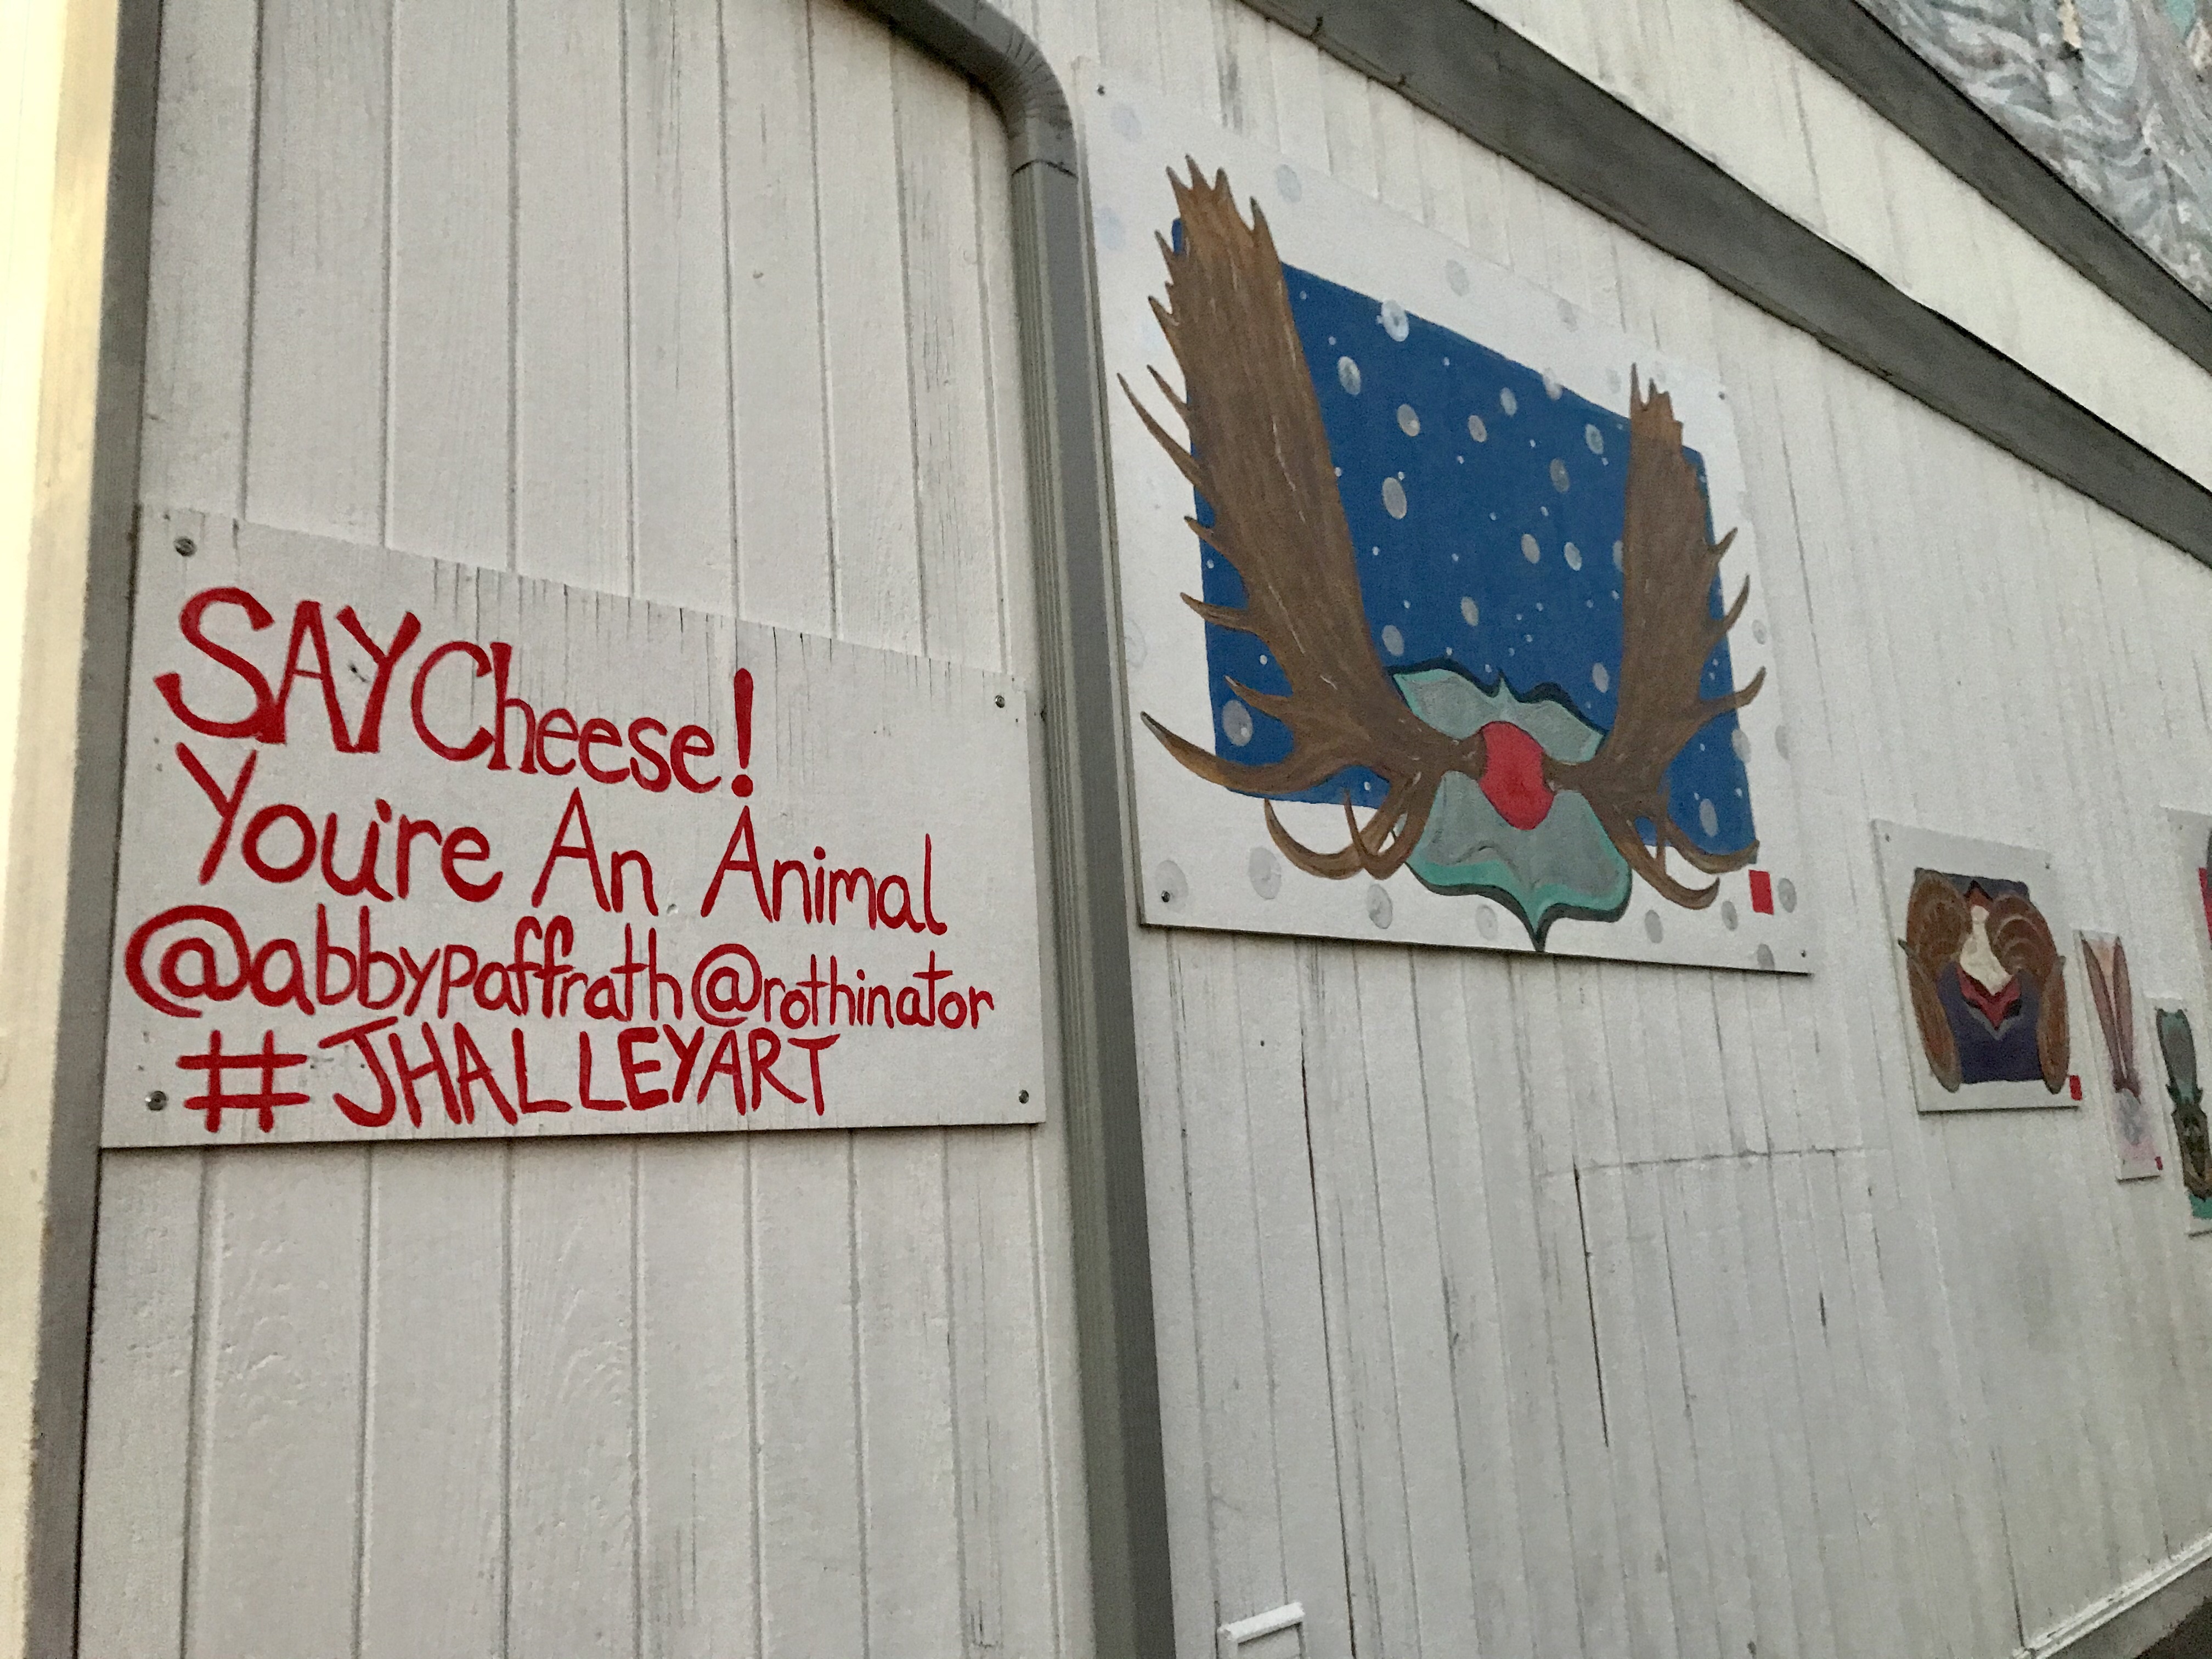 SAY Cheese!
You're An Animal
@abbypaffrath @rothinator
#JHALLEYART